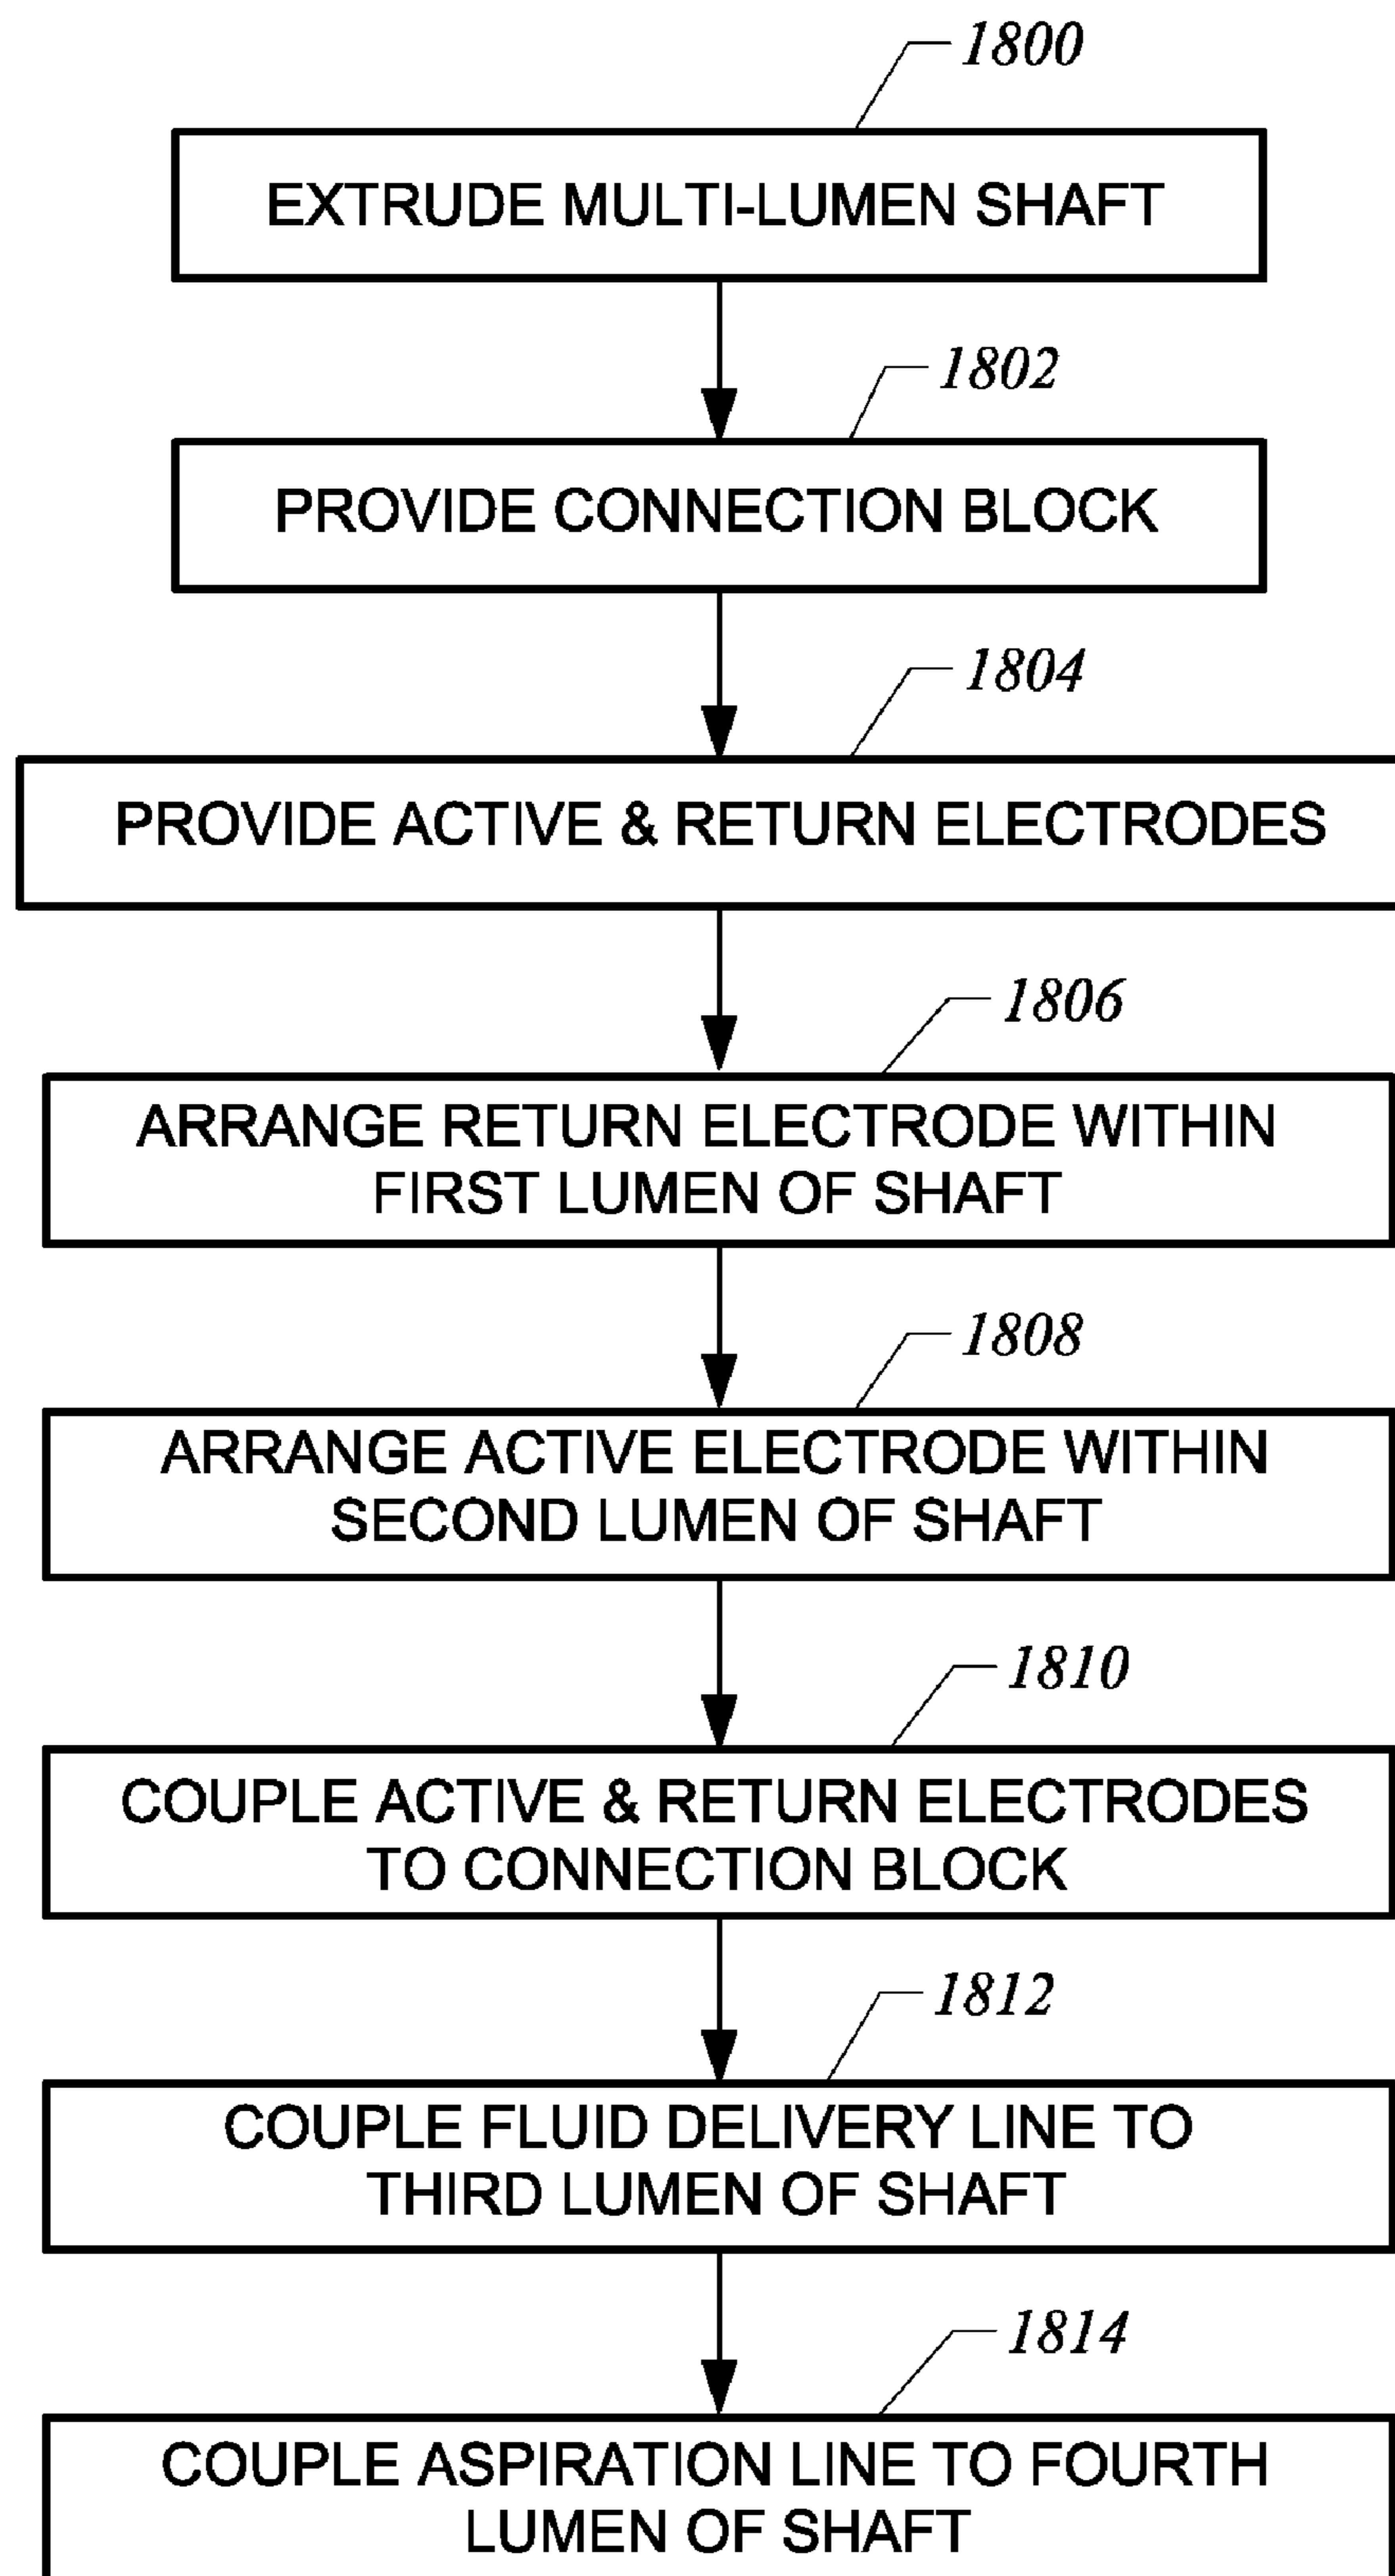 1800
EXTRUDE MULTI-LUMEN SHAFT
1802
PROVIDE CONNECTION BLOCK
1804
PROVIDE ACTIVE & RETURN ELECTRODES
1806
ARRANGE RETURN ELECTRODE WITHIN
FIRST LUMEN OF SHAFT
1808
ARRANGE ACTIVE ELECTRODE WITHIN
SECOND LUMEN OF SHAFT
1810
COUPLE ACTIVE & RETURN ELECTRODES
TO CONNECTION BLOCK
1812
COUPLE FLUID DELIVERY LINE TO
THIRD LUMEN OF SHAFT
1814
COUPLE ASPIRATION LINE TO FOURTH
LUMEN OF SHAFT